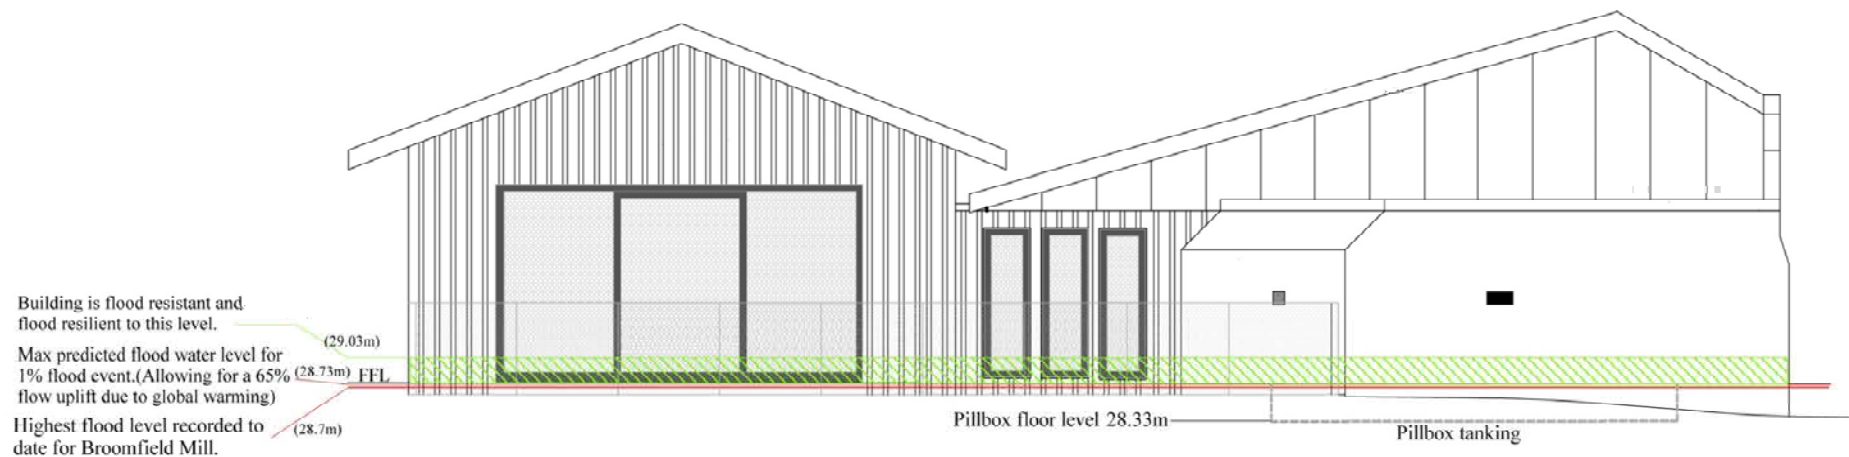 Building is flood resistant and
flood resilient to this level.
(29.03m)
Max predicted flood water level for
1% flood event.(Allowing for a 65%
flow uplift due to global warming)
(28.73m) FFL
Highest flood level recorded to
date for Broomfield Mill.
(28.7m)
Pillbox floor level 28.33m
Pillbox tanking